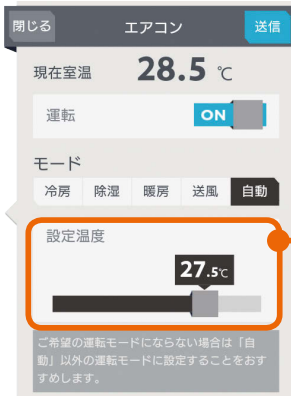 閉じる エアコン 送信
現在室温 28.5 ℃
運転 ON
モード
冷房 除湿 暖房 送風 自動
設定温度
27.5℃
ご希望の運転モードにならない場合は「自
動」以外の運転モードに設定することをおす
すめします。